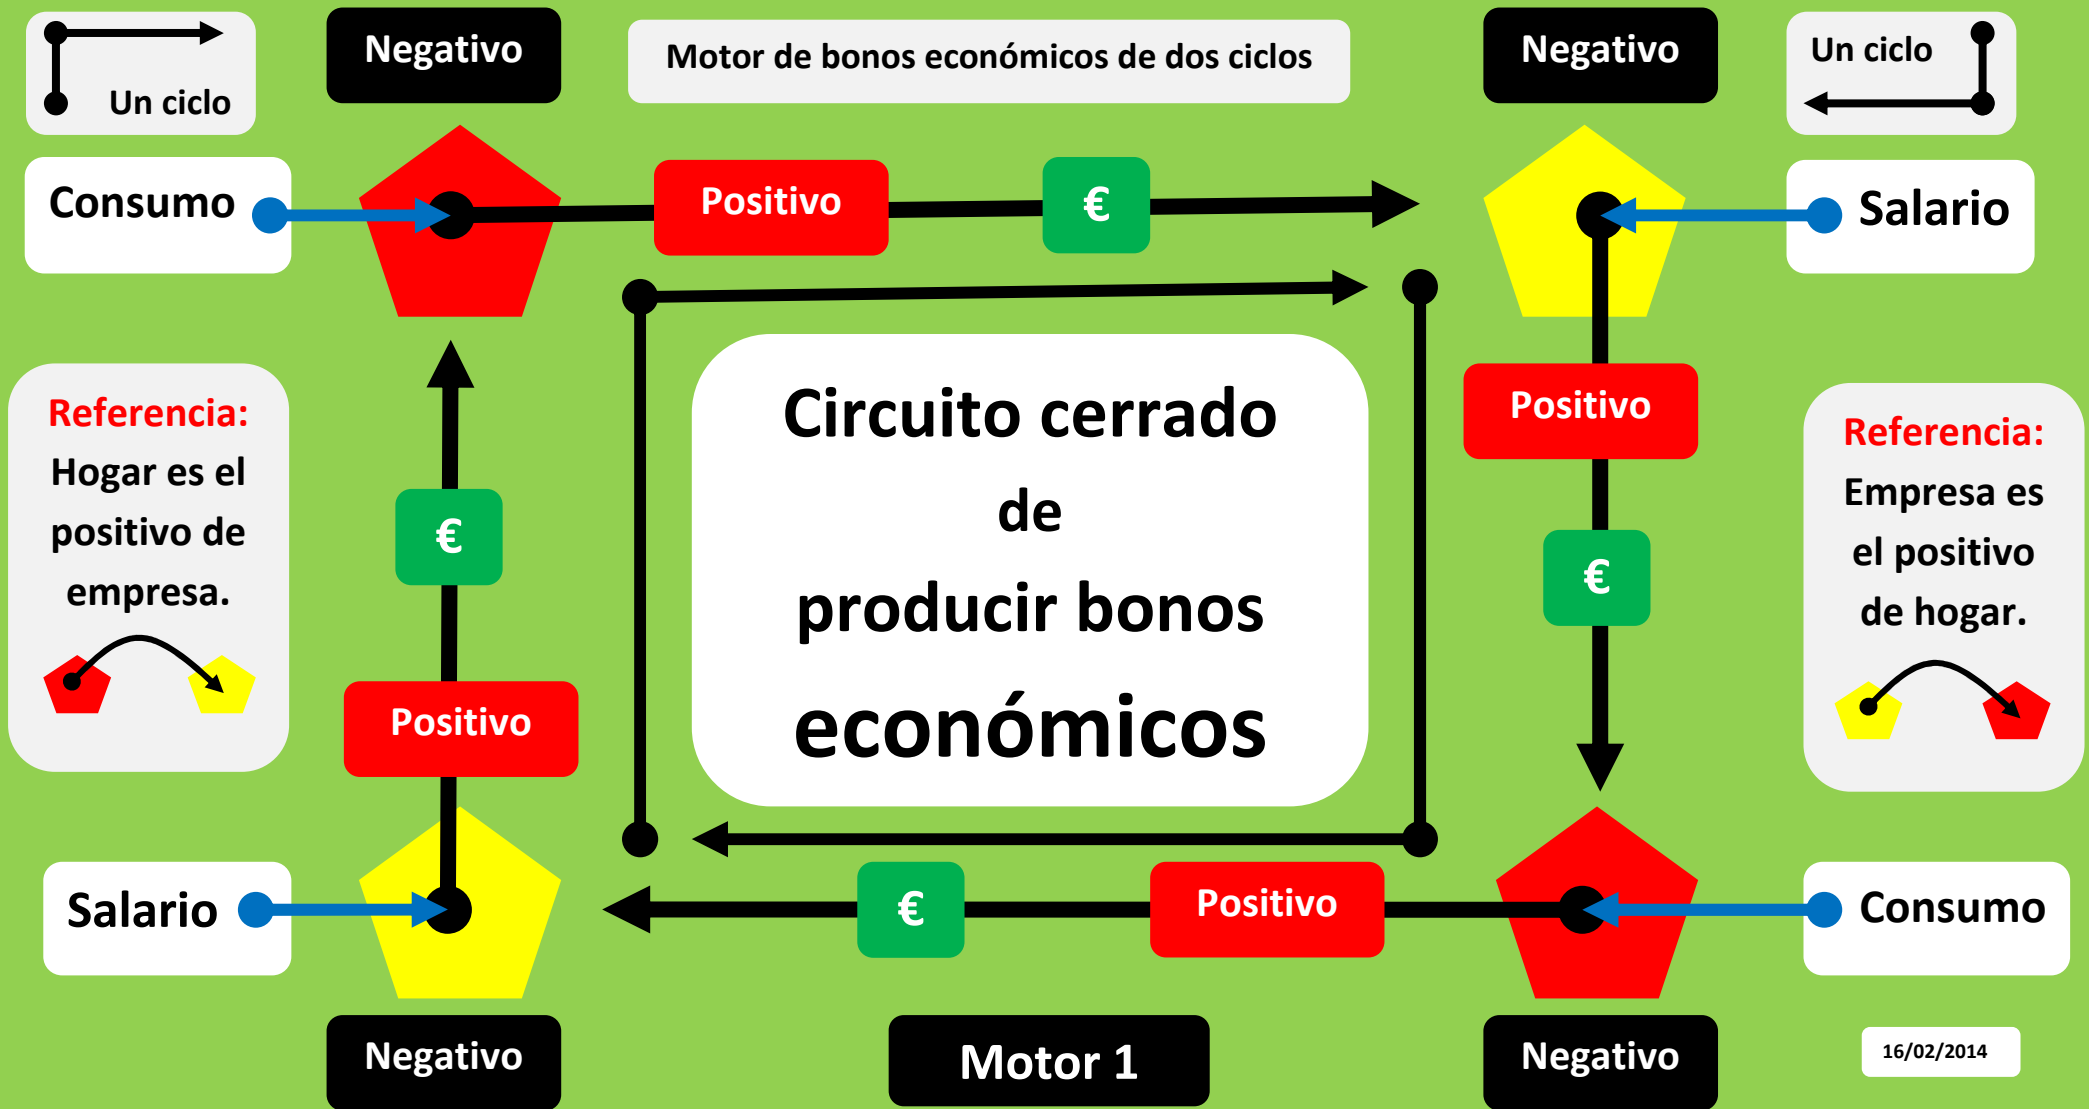 Un ciclo
Negativo
Motor de bonos económicos de dos ciclos
Negativo
Un ciclo
Consumo
Positivo
€
Salario
Referencia:
Hogar es el
positivo de
empresa.
€
Positivo
Circuito cerrado
de
producir bonos
económicos
Positivo
€
Referencia:
Empresa es
el positivo
de hogar.
Salario
€
Positivo
Consumo
Negativo
Motor 1
Negativo
16/02/2014